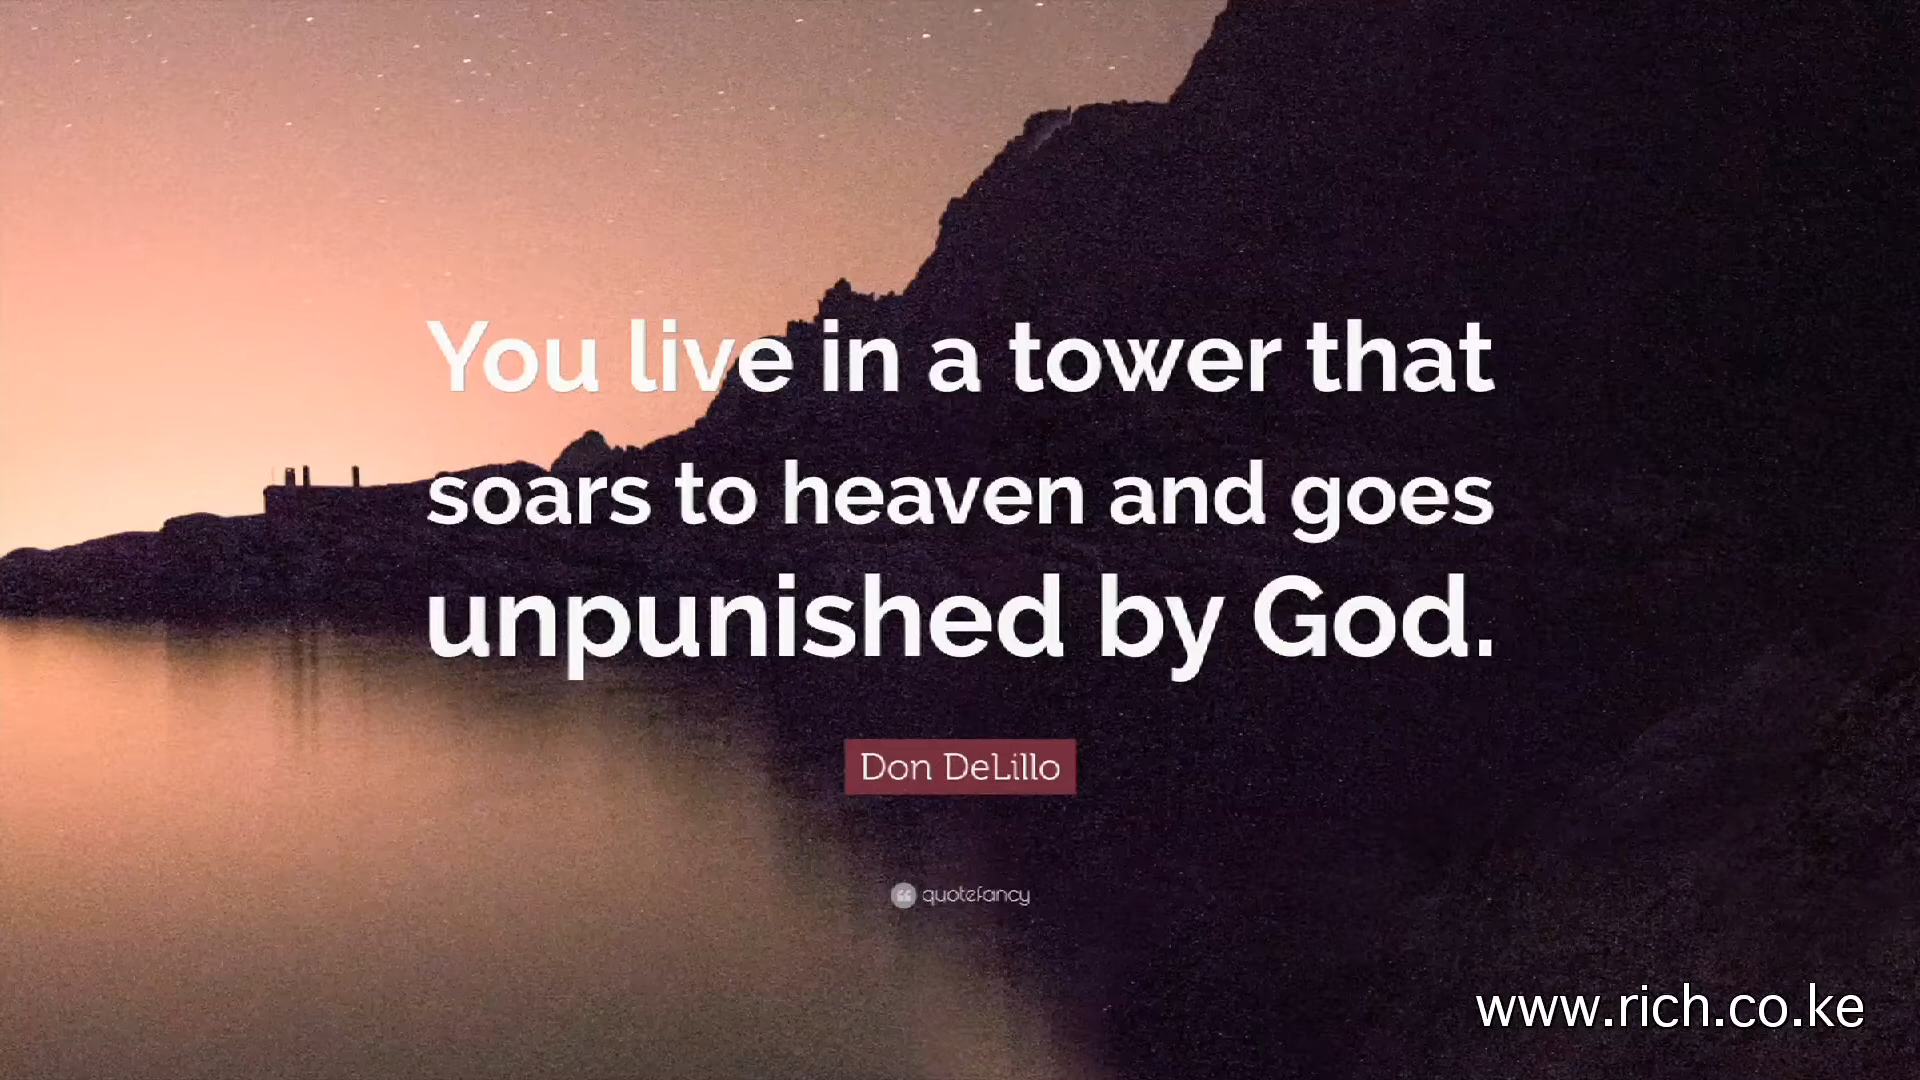 You live in a tower that
soars to heaven and goes
unpunished by God.
Don DeLillo
quotefancy
www.rich.co.ke